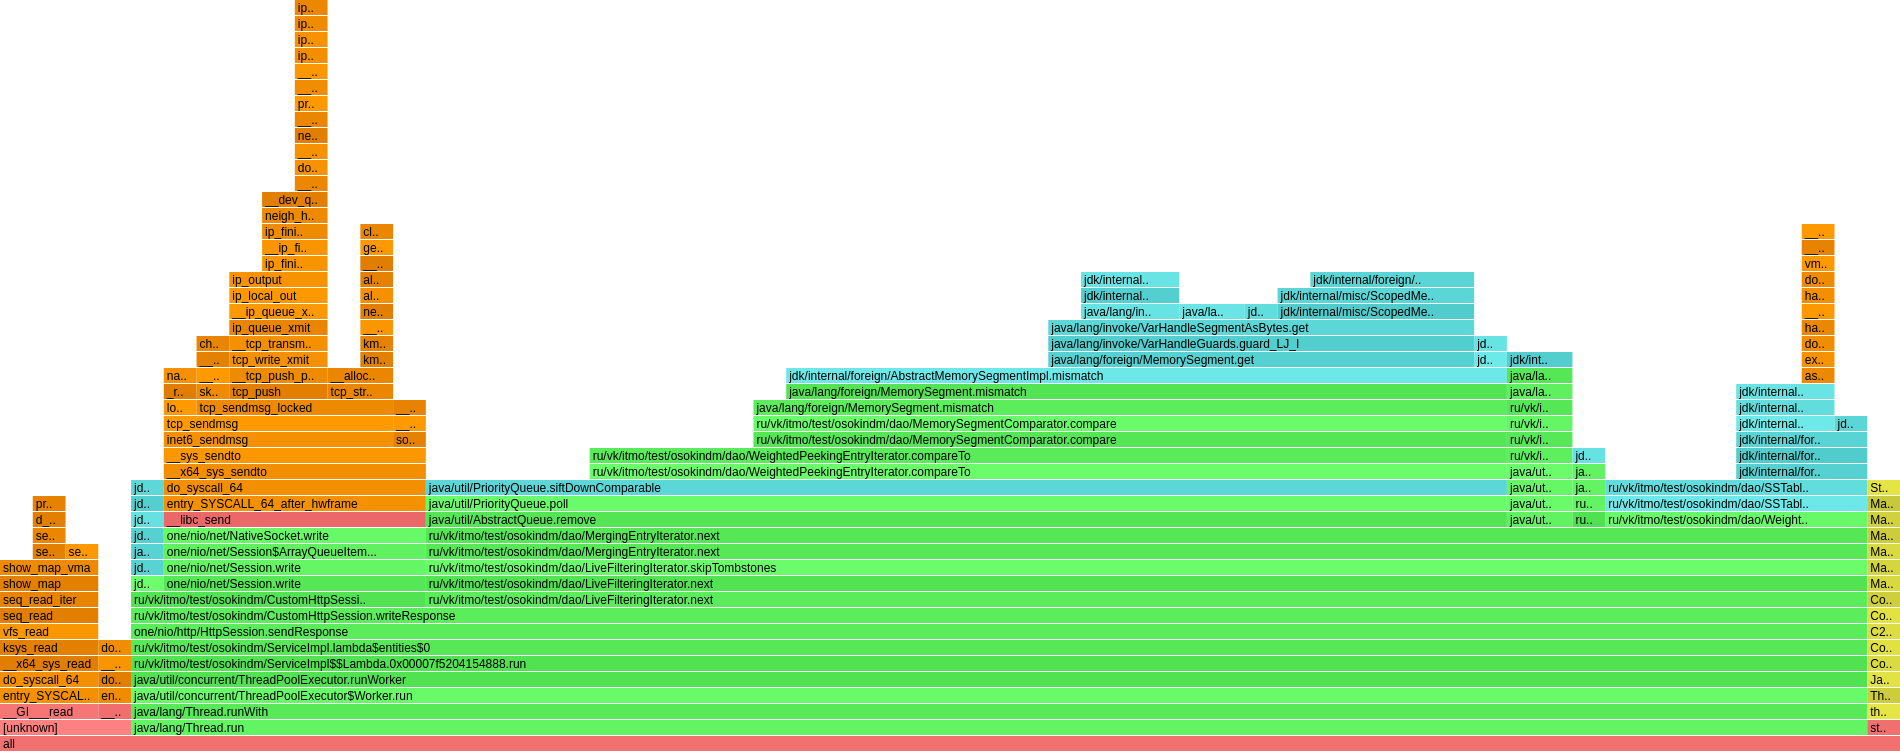 ip..
ip..
ip..
ip..
__..
__..
pr..
__..
ne..
__..
do..
__..
__dev_q..
neigh_h..
ip_fini.. cl.. __..
__ip_fi.. ge.. __..
ip_fini.. __.. vm..
ip_output al.. jdk/internal.. jdk/internal/foreign/.. do..
ip_local_out al.. jdk/internal.. jdk/internal/misc/ScopedMe.. ha..
__ip_queue_x.. ne.. java/lang/in.. java/la.. jd.. jdk/internal/misc/ScopedMe.. __..
ip_queue_xmit __.. java/lang/invoke/VarHandleSegmentAsBytes.get ha..
ch.. __tcp_transm.. km.. java/lang/invoke/VarHandleGuards.guard_LJ_I jd.. do..
__.. tcp_write_xmit km.. java/lang/foreign/MemorySegment.get jd.. jdk/int.. ex..
na.. __.. __tcp_push_p.. __alloc.. jdk/internal/foreign/AbstractMemorySegmentImpl.mismatch java/la.. as..
_r.. sk.. tcp_push tcp_str.. java/lang/foreign/MemorySegment.mismatch java/la.. jdk/internal..
lo.. tcp_sendmsg_locked __.. java/lang/foreign/MemorySegment.mismatch ru/vk/i.. jdk/internal..
tcp_sendmsg __.. ru/vk/itmo/test/osokindm/dao/MemorySegmentComparator.compare ru/vk/i.. jdk/internal.. jd..
inet6_sendmsg so.. ru/vk/itmo/test/osokindm/dao/MemorySegmentComparator.compare ru/vk/i.. jdk/internal/for..
__sys_sendto ru/vk/itmo/test/osokindm/dao/WeightedPeekingEntryIterator.compareTo ru/vk/i.. jd.. jdk/internal/for..
__x64_sys_sendto ru/vk/itmo/test/osokindm/dao/WeightedPeekingEntryIterator.compareTo java/ut.. ja.. jdk/internal/for..
jd.. do_syscall_64 java/util/PriorityQueue.siftDownComparable java/ut.. ja.. ru/vk/itmo/test/osokindm/dao/SSTabl.. St..
pr.. jd.. entry_SYSCALL_64_after_hwframe java/util/PriorityQueue.poll java/ut.. ru.. ru/vk/itmo/test/osokindm/dao/SSTabl.. Ma..
d_.. jd.. __libc_send java/util/AbstractQueue.remove java/ut.. ru.. ru/vk/itmo/test/osokindm/dao/Weight.. Ma..
se.. jd.. one/nio/net/NativeSocket.write ru/vk/itmo/test/osokindm/dao/MergingEntryIterator.next Ma..
se.. se.. ja.. one/nio/net/Session$ArrayQueueItem... ru/vk/itmo/test/osokindm/dao/MergingEntryIterator.next Ma..
show_map_vma jd.. one/nio/net/Session.write ru/vk/itmo/test/osokindm/dao/LiveFilteringIterator.skipTombstones Ma..
show_map jd.. one/nio/net/Session.write ru/vk/itmo/test/osokindm/dao/LiveFilteringIterator.next Ma..
seq_read_iter ru/vk/itmo/test/osokindm/CustomHttpSessi.. ru/vk/itmo/test/osokindm/dao/LiveFilteringIterator.next Co..
seq_read ru/vk/itmo/test/osokindm/CustomHttpSession.writeResponse Co..
vfs_read one/nio/http/HttpSession.sendResponse C2..
ksys_read do.. ru/vk/itmo/test/osokindm/ServiceImpl.lambda$entities$0 Co..
__x64_sys_read __.. ru/vk/itmo/test/osokindm/ServiceImpl$$Lambda.0x00007f5204154888.run Co..
do_syscall_64 do.. java/util/concurrent/ThreadPoolExecutor.runWorker Ja..
entry_SYSCAL.. en.. java/util/concurrent/ThreadPoolExecutor$Worker.run Th..
__GI___read __.. java/lang/Thread.runWith th..
[unknown] java/lang/Thread.run st..
all